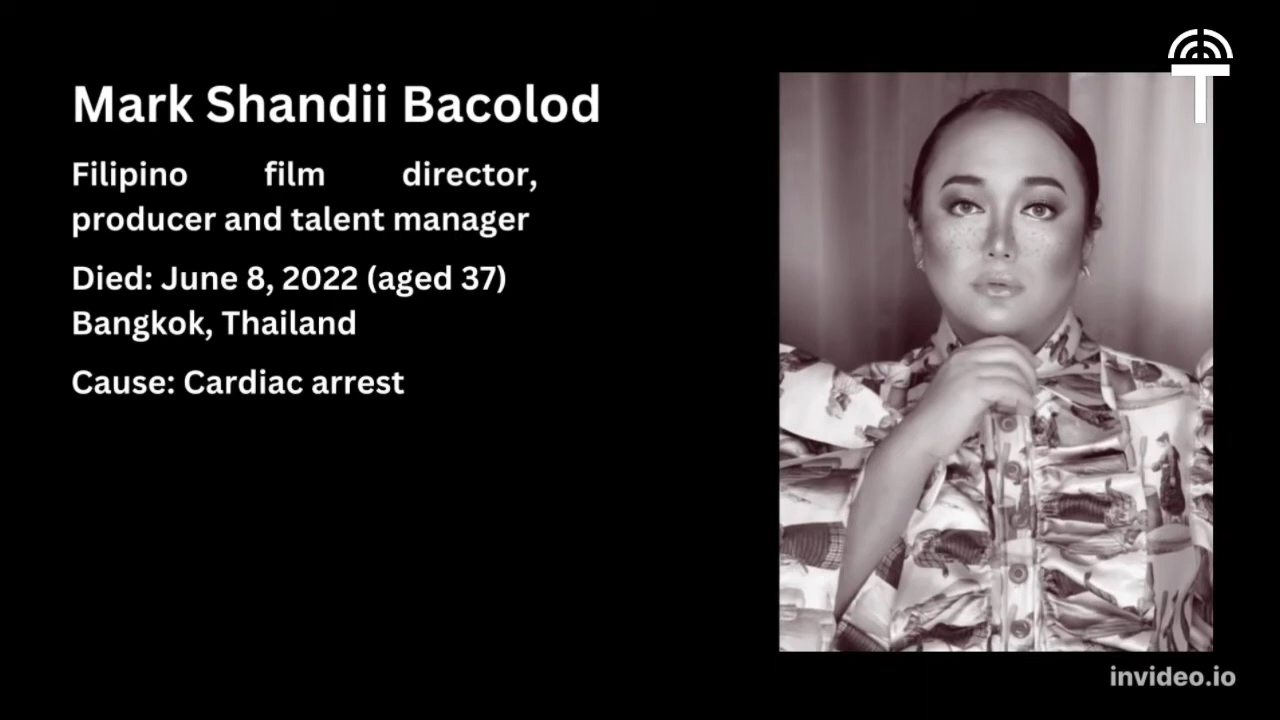 Mark Shandii Bacolod
Filipino film director,
producer and talent manager
Died: June 8, 2022 (aged 37)
Bangkok, Thailand
Cause: Cardiac arrest
T
invideo.io